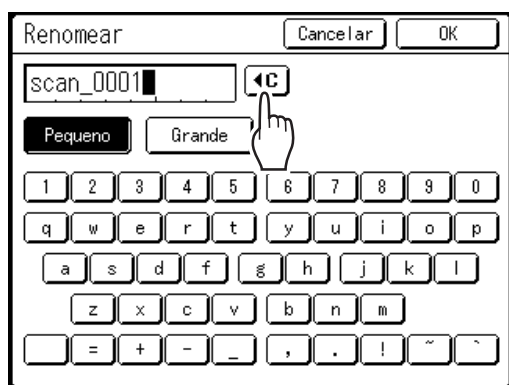 Renomear Cancelar OK
scan_0001 C
Pequeno Grande
1 2 3 4 5 6 7 8 9 0
q w e r t y u i o p
a s d f g h j k l
z x c v b n m
= + - _ , . ! ~ `